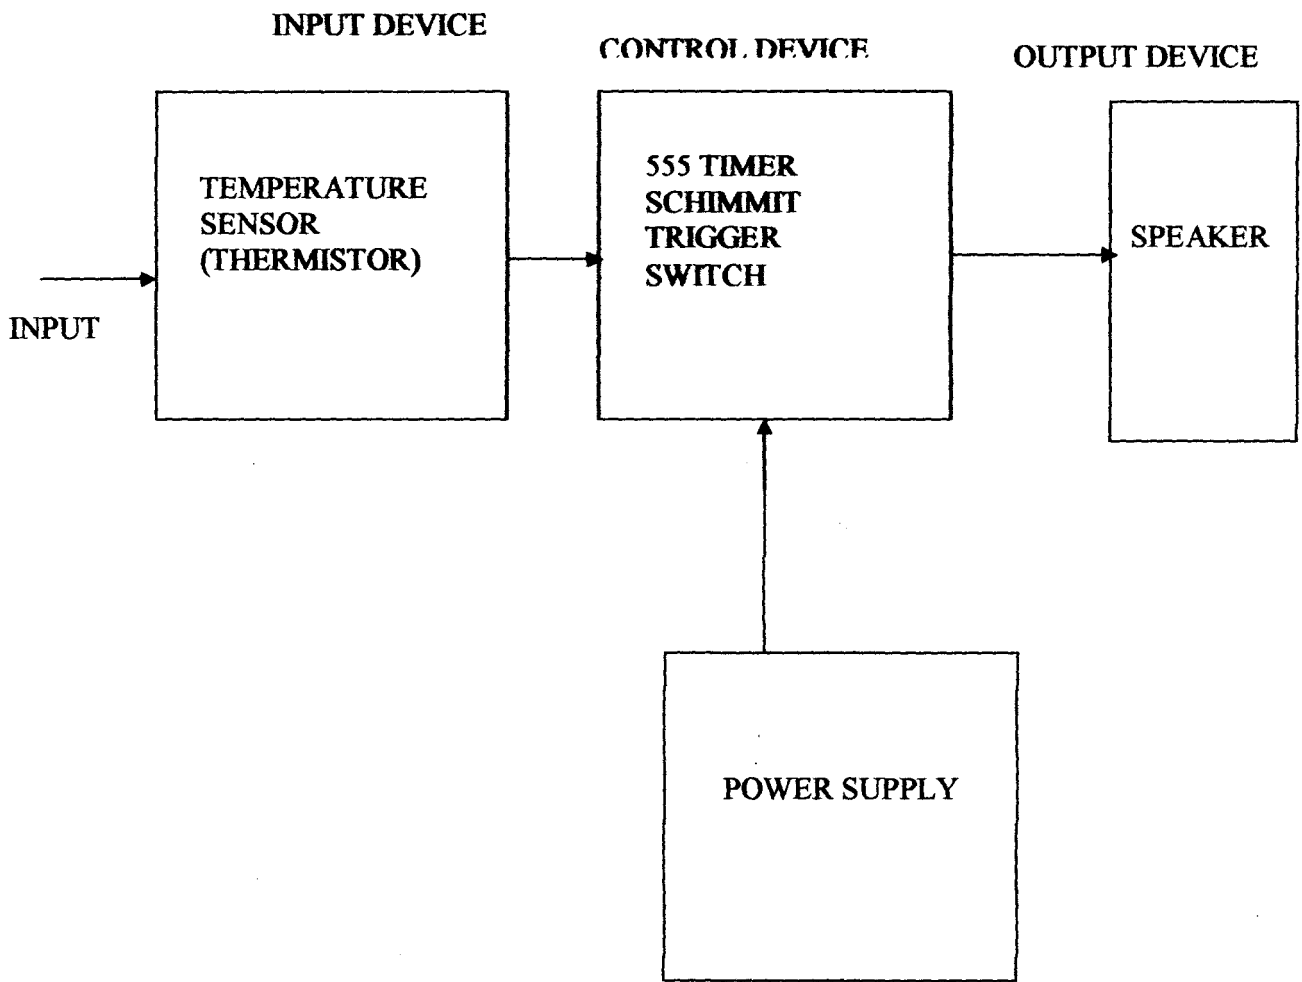 INPUT DEVICE
CONTROL DEVICE
OUTPUT DEVICE
TEMPERATURE
SENSOR
(THERMISTOR)
555 TIMER
SCHIMMIT
TRIGGER
SWITCH
SPEAKER
INPUT
POWER SUPPLY